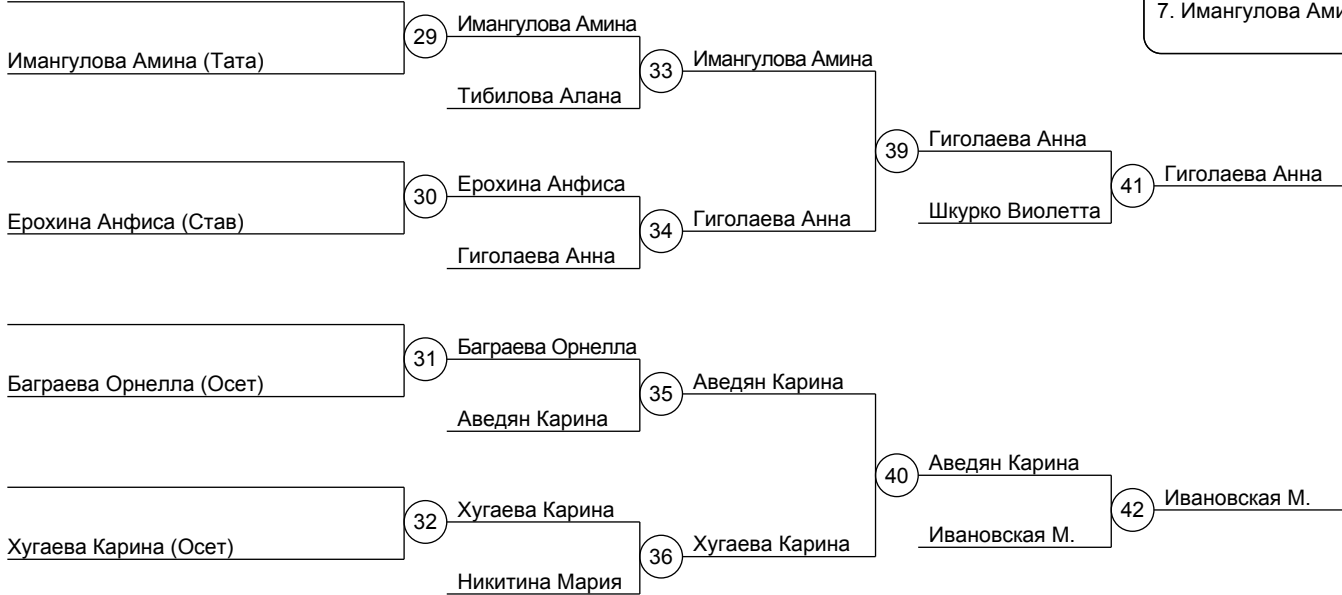 7. Имангулова Ами
29
Имангулова Амина
Имангулова Амина (Тата)
33
Имангулова Амина
Тибилова Алана
39
Гиголаева Анна
30
Ерохина Анфиса
41
Гиголаева Анна
Ерохина Анфиса (Став)
34
Гиголаева Анна
Шкурко Виолетта
Гиголаева Анна
31
Баграева Орнелла
Баграева Орнелла (Осет)
35
Аведян Карина
Аведян Карина
40
Аведян Карина
32
Хугаева Карина
42
Ивановская М.
Хугаева Карина (Осет)
36
Хугаева Карина
Ивановская М.
Никитина Мария